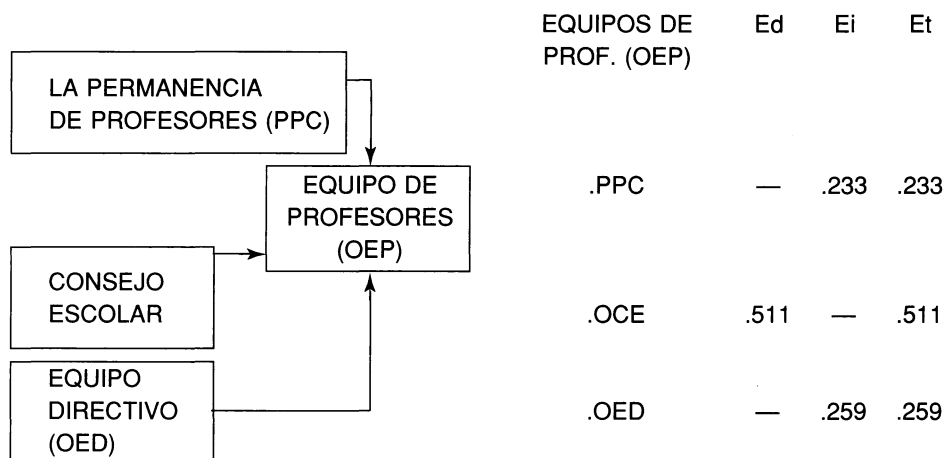 EQUIPOS DE Ed Ei Et
PROF. (OEP)
LA PERMANENCIA
DE PROFESORES (PPC)
EQUIPO DE
PROFESORES
(OEP)
.PPC — .233 .233
CONSEJO
ESCOLAR
.OCE .511 — .511
EQUIPO
DIRECTIVO
(OED)
.OED — .259 .259